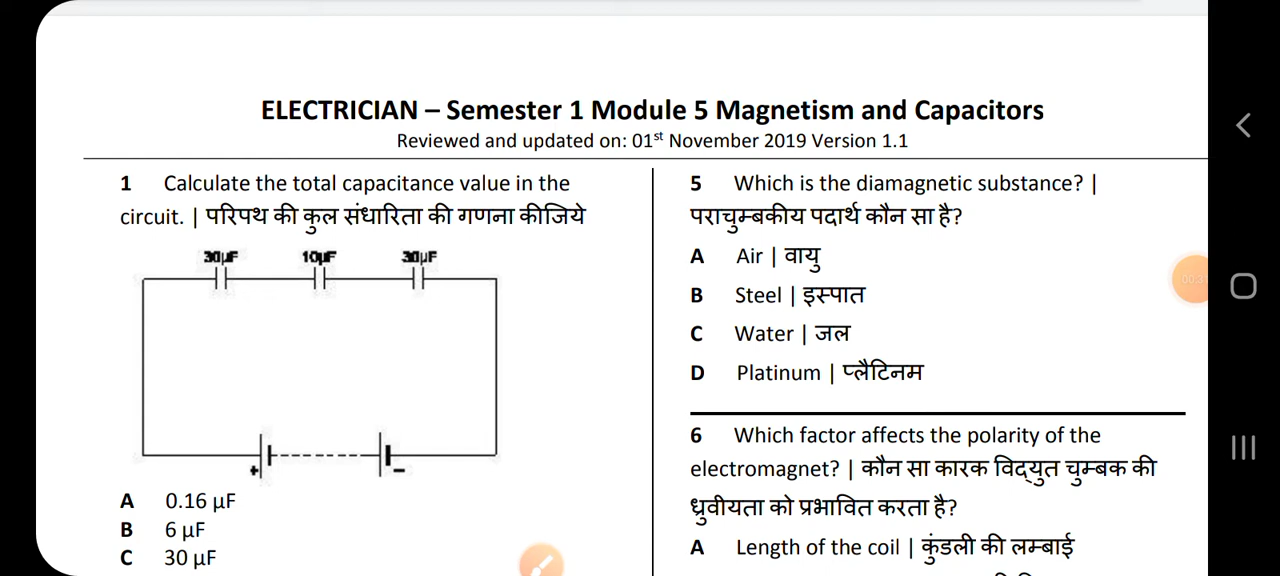 ELECTRICIAN – Semester 1 Module 5 Magnetism and Capacitors
Reviewed and updated on: 01st November 2019 Version 1.1
1 Calculate the total capacitance value in the
circuit. | परिपथ की कुल संधारिता की गणना कीजिये
30µF 10µF 30µF
+ –
A 0.16 µF
B 6 µF
C 30 µF
5 Which is the diamagnetic substance? |
पराचुम्बकीय पदार्थ कौन सा है?
A Air | वायु
B Steel | इस्पात
C Water | जल
D Platinum | प्लैटिनम
6 Which factor affects the polarity of the
electromagnet? | कौन सा कारक विद्युत चुम्बक की
ध्रुवीयता को प्रभावित करता है?
A Length of the coil | कुंडली की लम्बाई